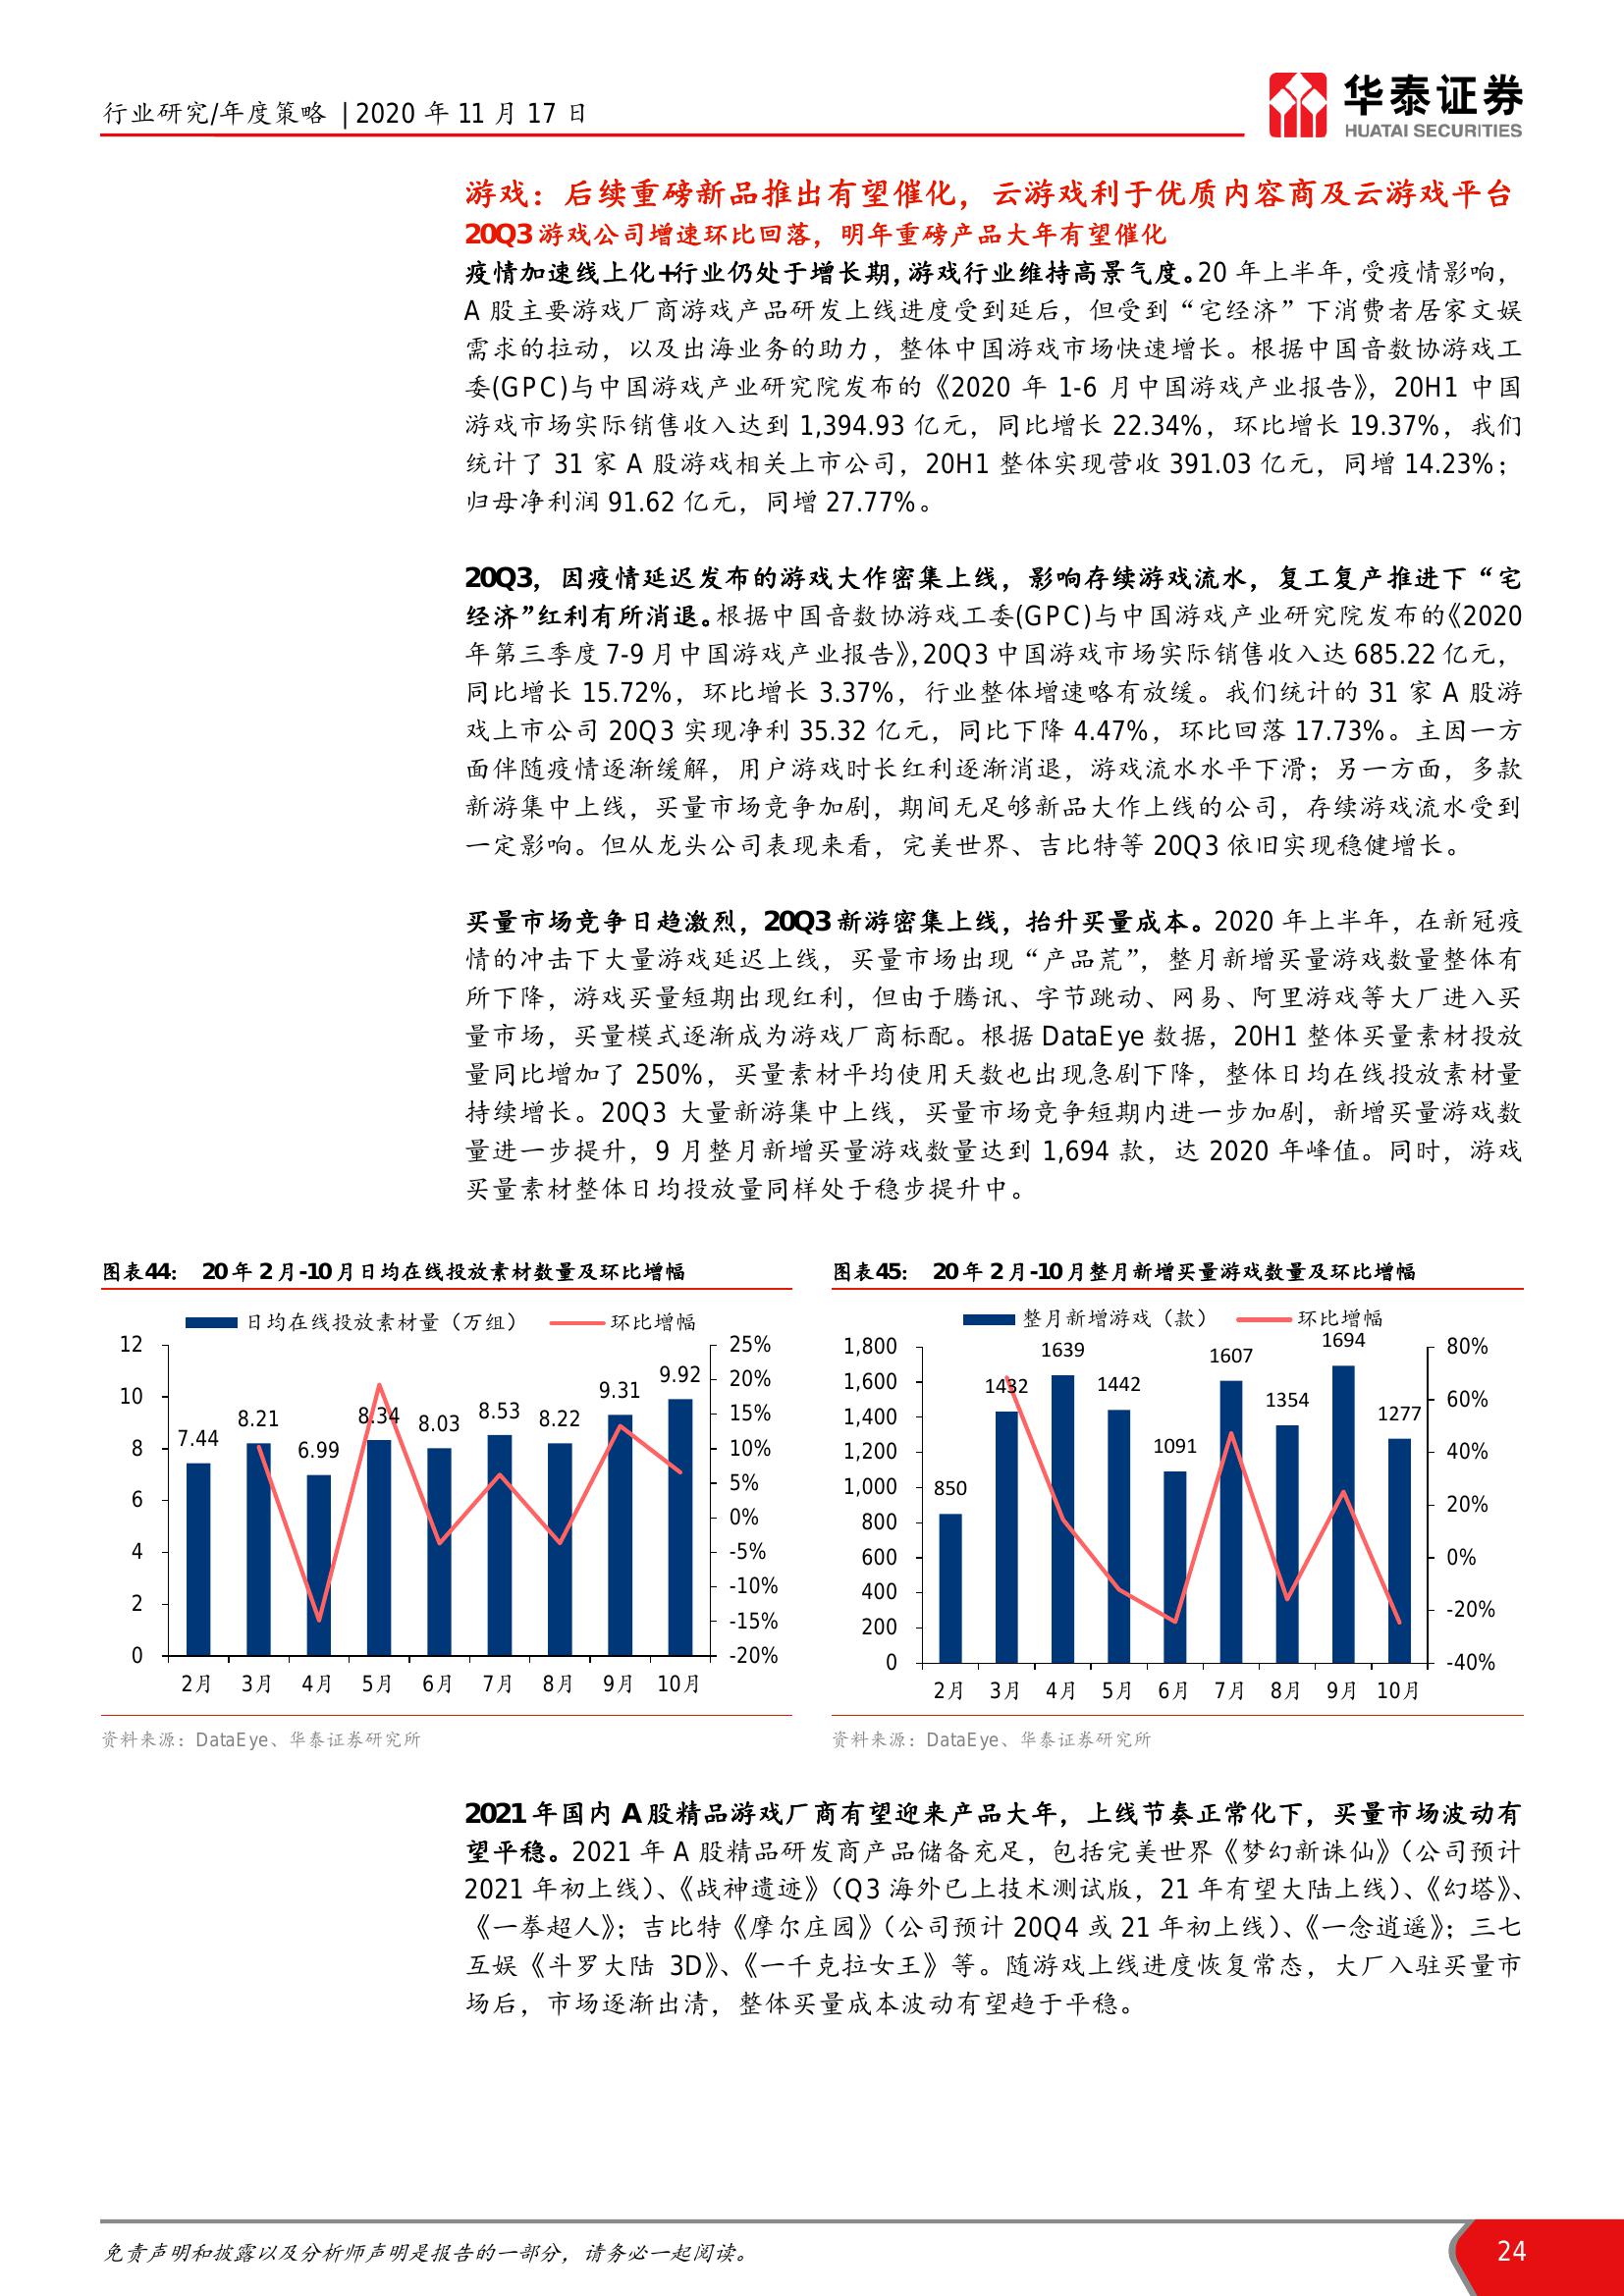 行业研究/年度策略 | 2020 年 11 月 17 日
华泰证券
HUATAI SECURITIES
游戏：后续重磅新品推出有望催化，云游戏利于优质内容商及云游戏平台
20Q3 游戏公司增速环比回落，明年重磅产品大年有望催化
疫情加速线上化+行业仍处于增长期，游戏行业维持高景气度。20 年上半年，受疫情影响，
A 股主要游戏厂商游戏产品研发上线进度受到延后，但受到“宅经济”下消费者居家文娱
需求的拉动，以及出海业务的助力，整体中国游戏市场快速增长。根据中国音数协游戏工
委(GPC)与中国游戏产业研究院发布的《2020 年 1-6 月中国游戏产业报告》，20H1 中国
游戏市场实际销售收入达到 1,394.93 亿元，同比增长 22.34%，环比增长 19.37%，我们
统计了 31 家 A 股游戏相关上市公司，20H1 整体实现营收 391.03 亿元，同增 14.23%；
归母净利润 91.62 亿元，同增 27.77%。
20Q3，因疫情延迟发布的游戏大作密集上线，影响存续游戏流水，复工复产推进下“宅
经济”红利有所消退。根据中国音数协游戏工委(GPC)与中国游戏产业研究院发布的《2020
年第三季度 7-9 月中国游戏产业报告》，20Q3 中国游戏市场实际销售收入达 685.22 亿元，
同比增长 15.72%，环比增长 3.37%，行业整体增速略有放缓。我们统计的 31 家 A 股游
戏上市公司 20Q3 实现净利 35.32 亿元，同比下降 4.47%，环比回落 17.73%。主因一方
面伴随疫情逐渐缓解，用户游戏时长红利逐渐消退，游戏流水水平下滑；另一方面，多款
新游集中上线，买量市场竞争加剧，期间无足够新品大作上线的公司，存续游戏流水受到
一定影响。但从龙头公司表现来看，完美世界、吉比特等 20Q3 依旧实现稳健增长。
买量市场竞争日趋激烈，20Q3 新游密集上线，抬升买量成本。2020 年上半年，在新冠疫
情的冲击下大量游戏延迟上线，买量市场出现“产品荒”，整月新增买量游戏数量整体有
所下降，游戏买量短期出现红利，但由于腾讯、字节跳动、网易、阿里游戏等大厂进入买
量市场，买量模式逐渐成为游戏厂商标配。根据 DataEye 数据，20H1 整体买量素材投放
量同比增加了 250%，买量素材平均使用天数也出现急剧下降，整体日均在线投放素材量
持续增长。20Q3 大量新游集中上线，买量市场竞争短期内进一步加剧，新增买量游戏数
量进一步提升，9 月整月新增买量游戏数量达到 1,694 款，达 2020 年峰值。同时，游戏
买量素材整体日均投放量同样处于稳步提升中。
图表44： 20 年 2 月-10 月日均在线投放素材数量及环比增幅
日均在线投放素材量（万组） 环比增幅
12 10 8 6 4 2 0
7.44 8.21 6.99 8.34 8.03 8.53 8.22 9.31 9.92
25% 20% 15% 10% 5% 0% -5% -10% -15% -20%
2月 3月 4月 5月 6月 7月 8月 9月 10月
资料来源：DataEye、华泰证券研究所
图表45： 20 年 2 月-10 月整月新增买量游戏数量及环比增幅
整月新增游戏（款） 环比增幅
1,800 1,600 1,400 1,200 1,000 800 600 400 200 0
850 1432 1639 1442 1091 1607 1354 1694 1277
80% 60% 40% 20% 0% -20% -40%
2月 3月 4月 5月 6月 7月 8月 9月 10月
资料来源：DataEye、华泰证券研究所
2021 年国内 A 股精品游戏厂商有望迎来产品大年，上线节奏正常化下，买量市场波动有
望平稳。2021 年 A 股精品研发商产品储备充足，包括完美世界《梦幻新诛仙》（公司预计
2021 年初上线）、《战神遗迹》（Q3 海外已上技术测试版，21 年有望大陆上线）、《幻塔》、
《一拳超人》；吉比特《摩尔庄园》（公司预计 20Q4 或 21 年初上线）、《一念逍遥》；三七
互娱《斗罗大陆 3D》、《一千克拉女王》等。随游戏上线进度恢复常态，大厂入驻买量市
场后，市场逐渐出清，整体买量成本波动有望趋于平稳。
免责声明和披露以及分析师声明是报告的一部分，请务必一起阅读。
24